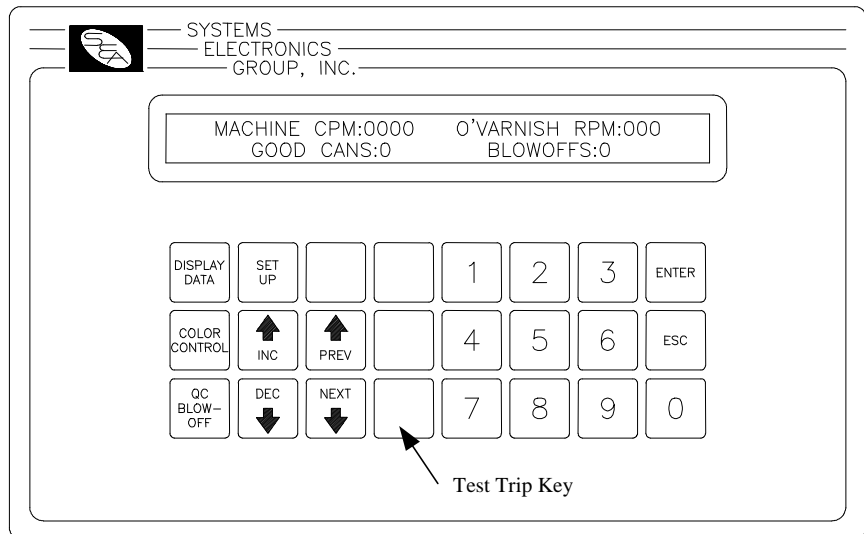 SYSTEMS
ELECTRONICS
GROUP, INC.
SEA
MACHINE CPM:0000 O'VARNISH RPM:000
GOOD CANS:0 BLOWOFFS:0
DISPLAY DATA
SET UP
1
2
3
ENTER
COLOR CONTROL
INC
PREV
4
5
6
ESC
QC BLOW-OFF
DEC
NEXT
7
8
9
0
Test Trip Key